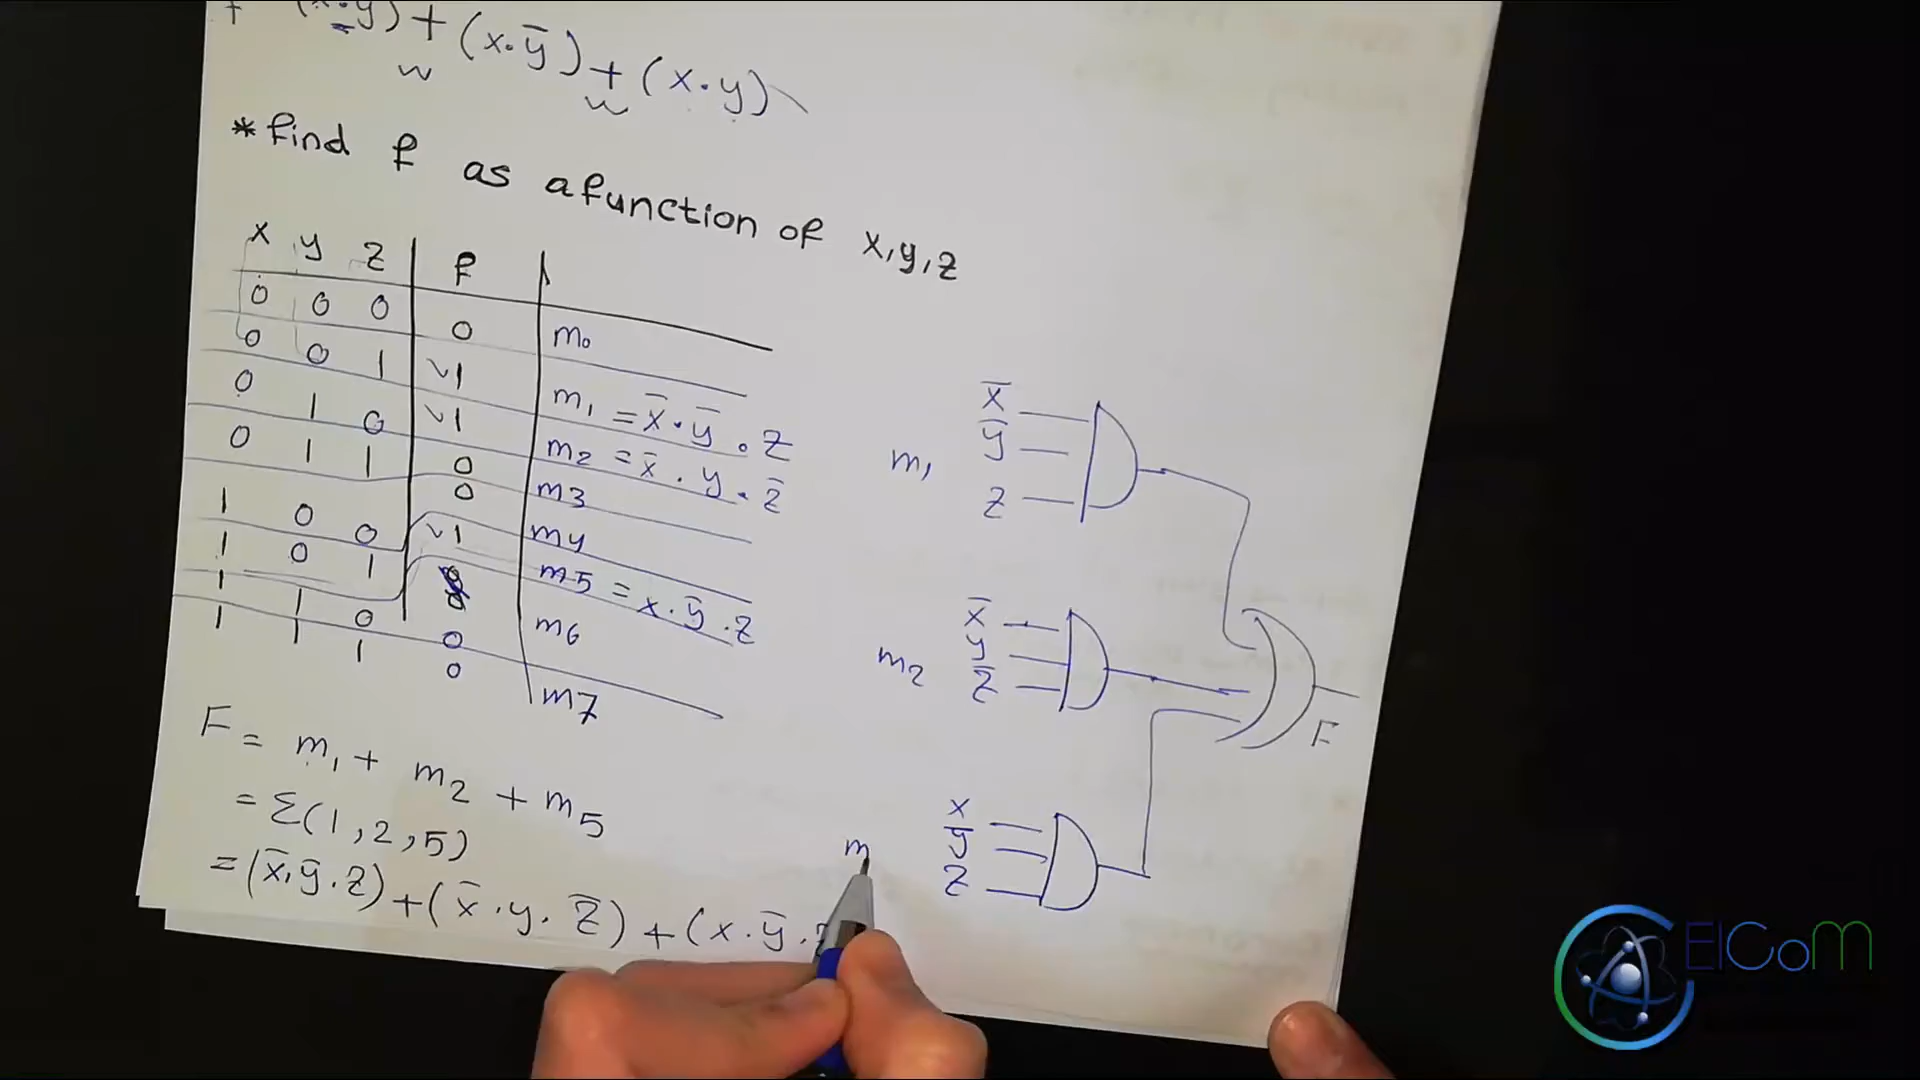 + (x.y̅) + (x.y)
*find f as afunction of x,y,z
x y z f
0 0 0 0 m0
0 0 1 1 m1 = x̅.y̅.z
0 1 0 1 m2 = x̅.y.z̅
0 1 1 0 m3
1 0 0 0 m4
1 0 1 1 m5 = x.y̅.z
1 1 0 0 m6
1 1 1 0 m7
F = m1 + m2 + m5
= Σ(1,2,5)
= (x̅.y̅.z) + (x̅.y.z̅) + (x.y̅.
m1
x̅
y̅
z
m2
x̅
y
z̅
m
x
y̅
z
F
ElCoM